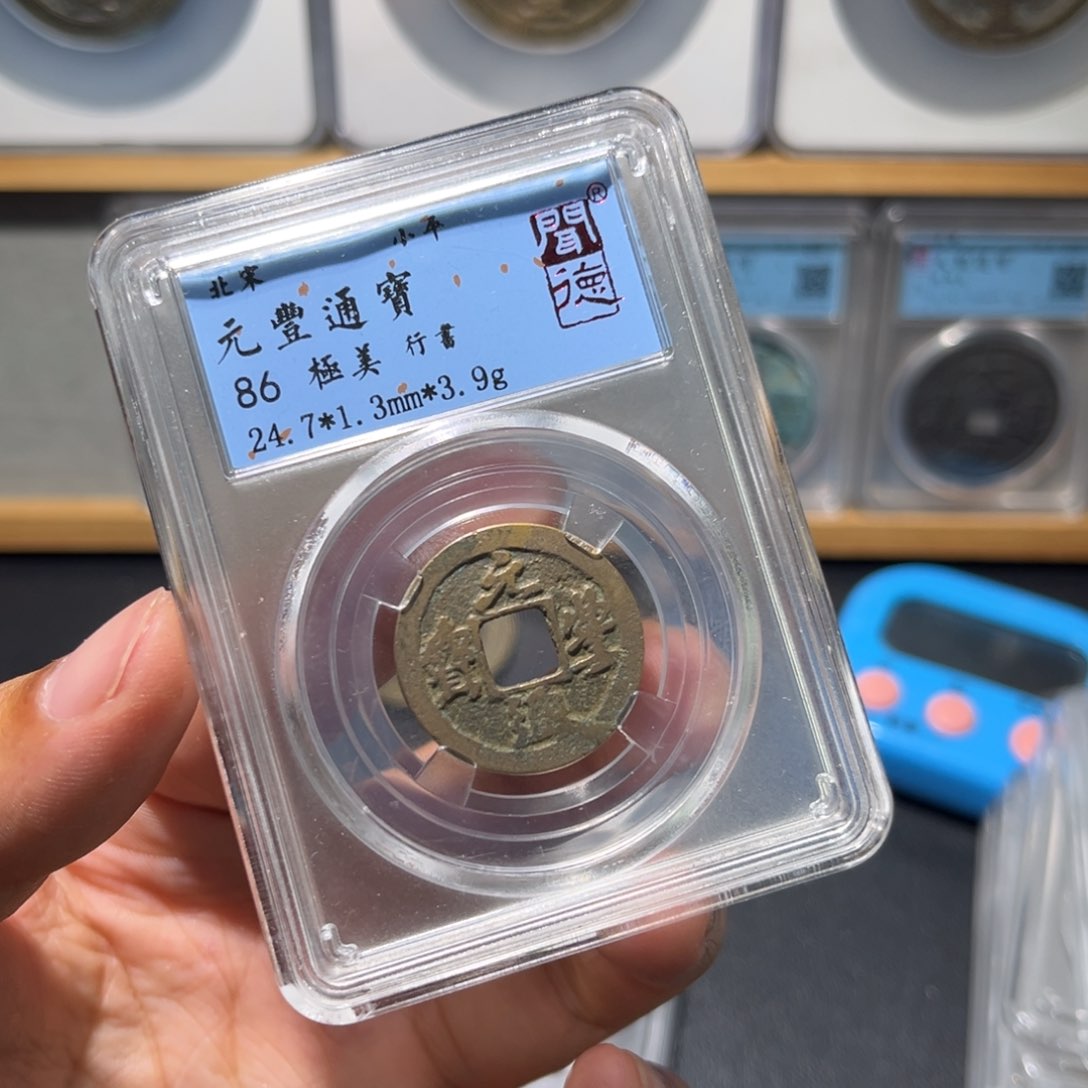 北宋 小平
聞德®
元豐通寶
86 極美 行書
24.7*1.3mm*3.9g
元豐通寶